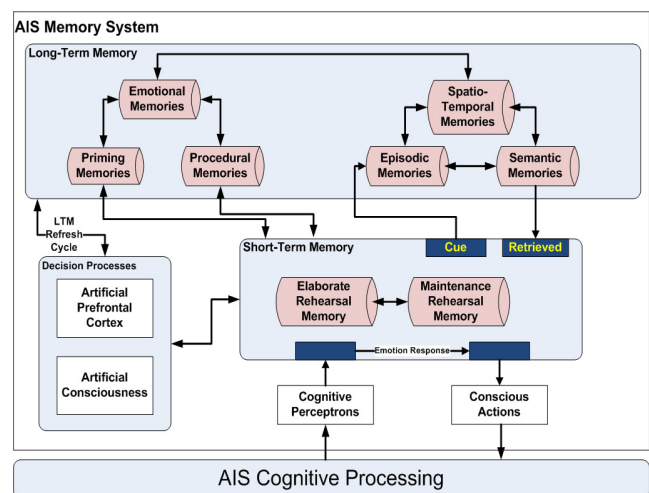 AIS Memory System
Long-Term Memory
Emotional
Memories
Spatio-
Temporal
Memories
Priming
Memories
Procedural
Memories
Episodic
Memories
Semantic
Memories
LTM
Refresh
Cycle
Short-Term Memory
Cue
Retrieved
Decision Processes
Artificial
Prefrontal
Cortex
Artificial
Consciousness
Elaborate
Rehearsal
Memory
Maintenance
Rehearsal
Memory
Emotion Response
Cognitive
Perceptrons
Conscious
Actions
AIS Cognitive Processing